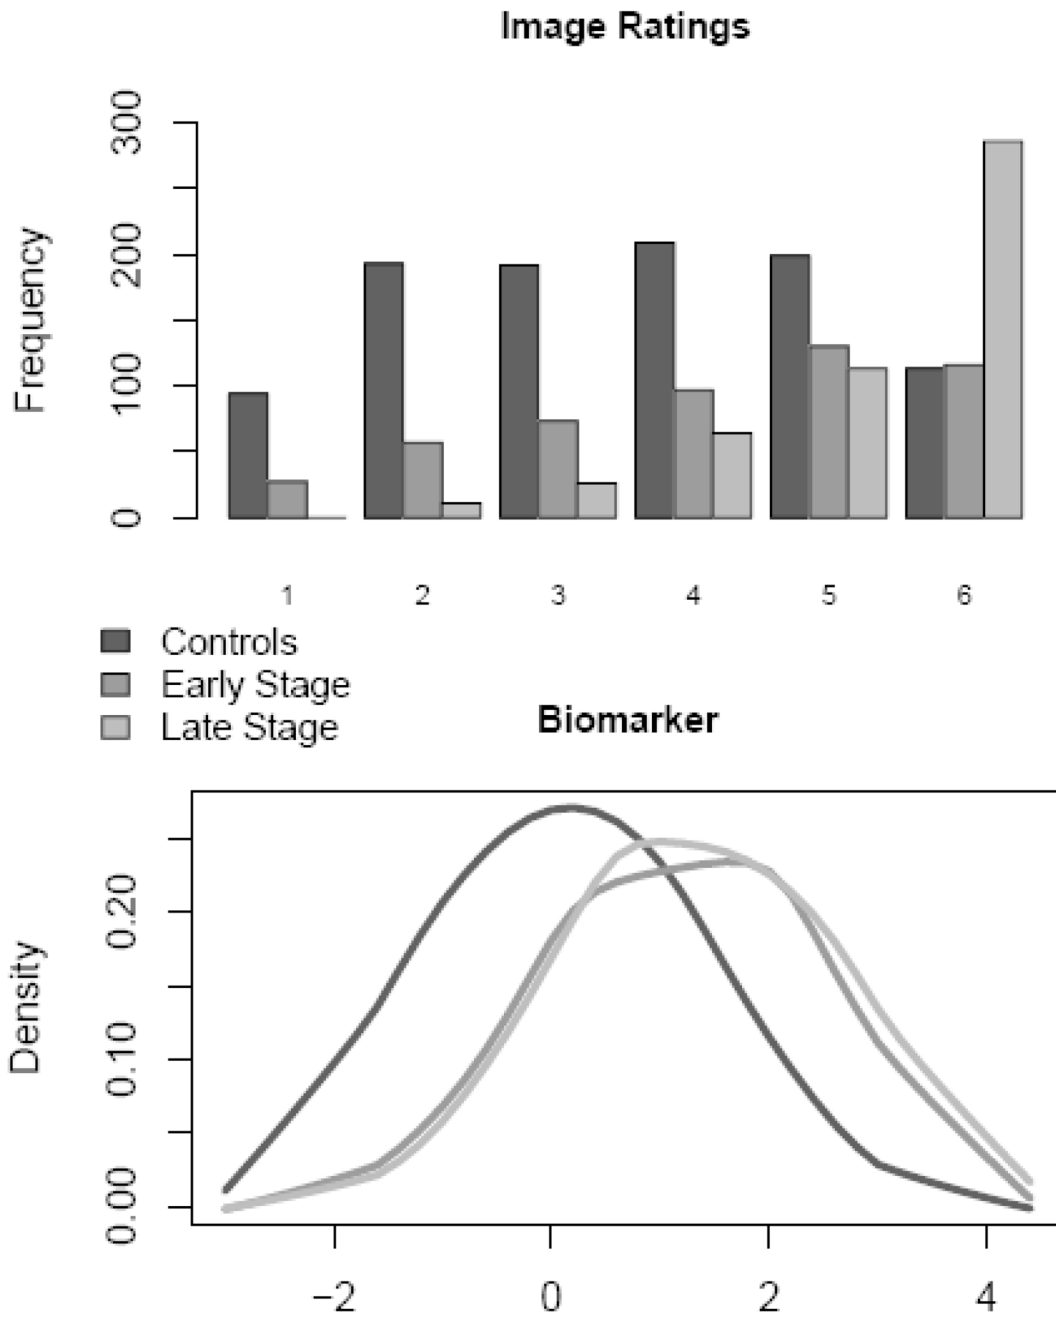 Image Ratings
Frequency
300
200
100
0
1 2 3 4 5 6
Controls
Early Stage
Late Stage
Biomarker
Density
0.20
0.10
0.00
−2 0 2 4